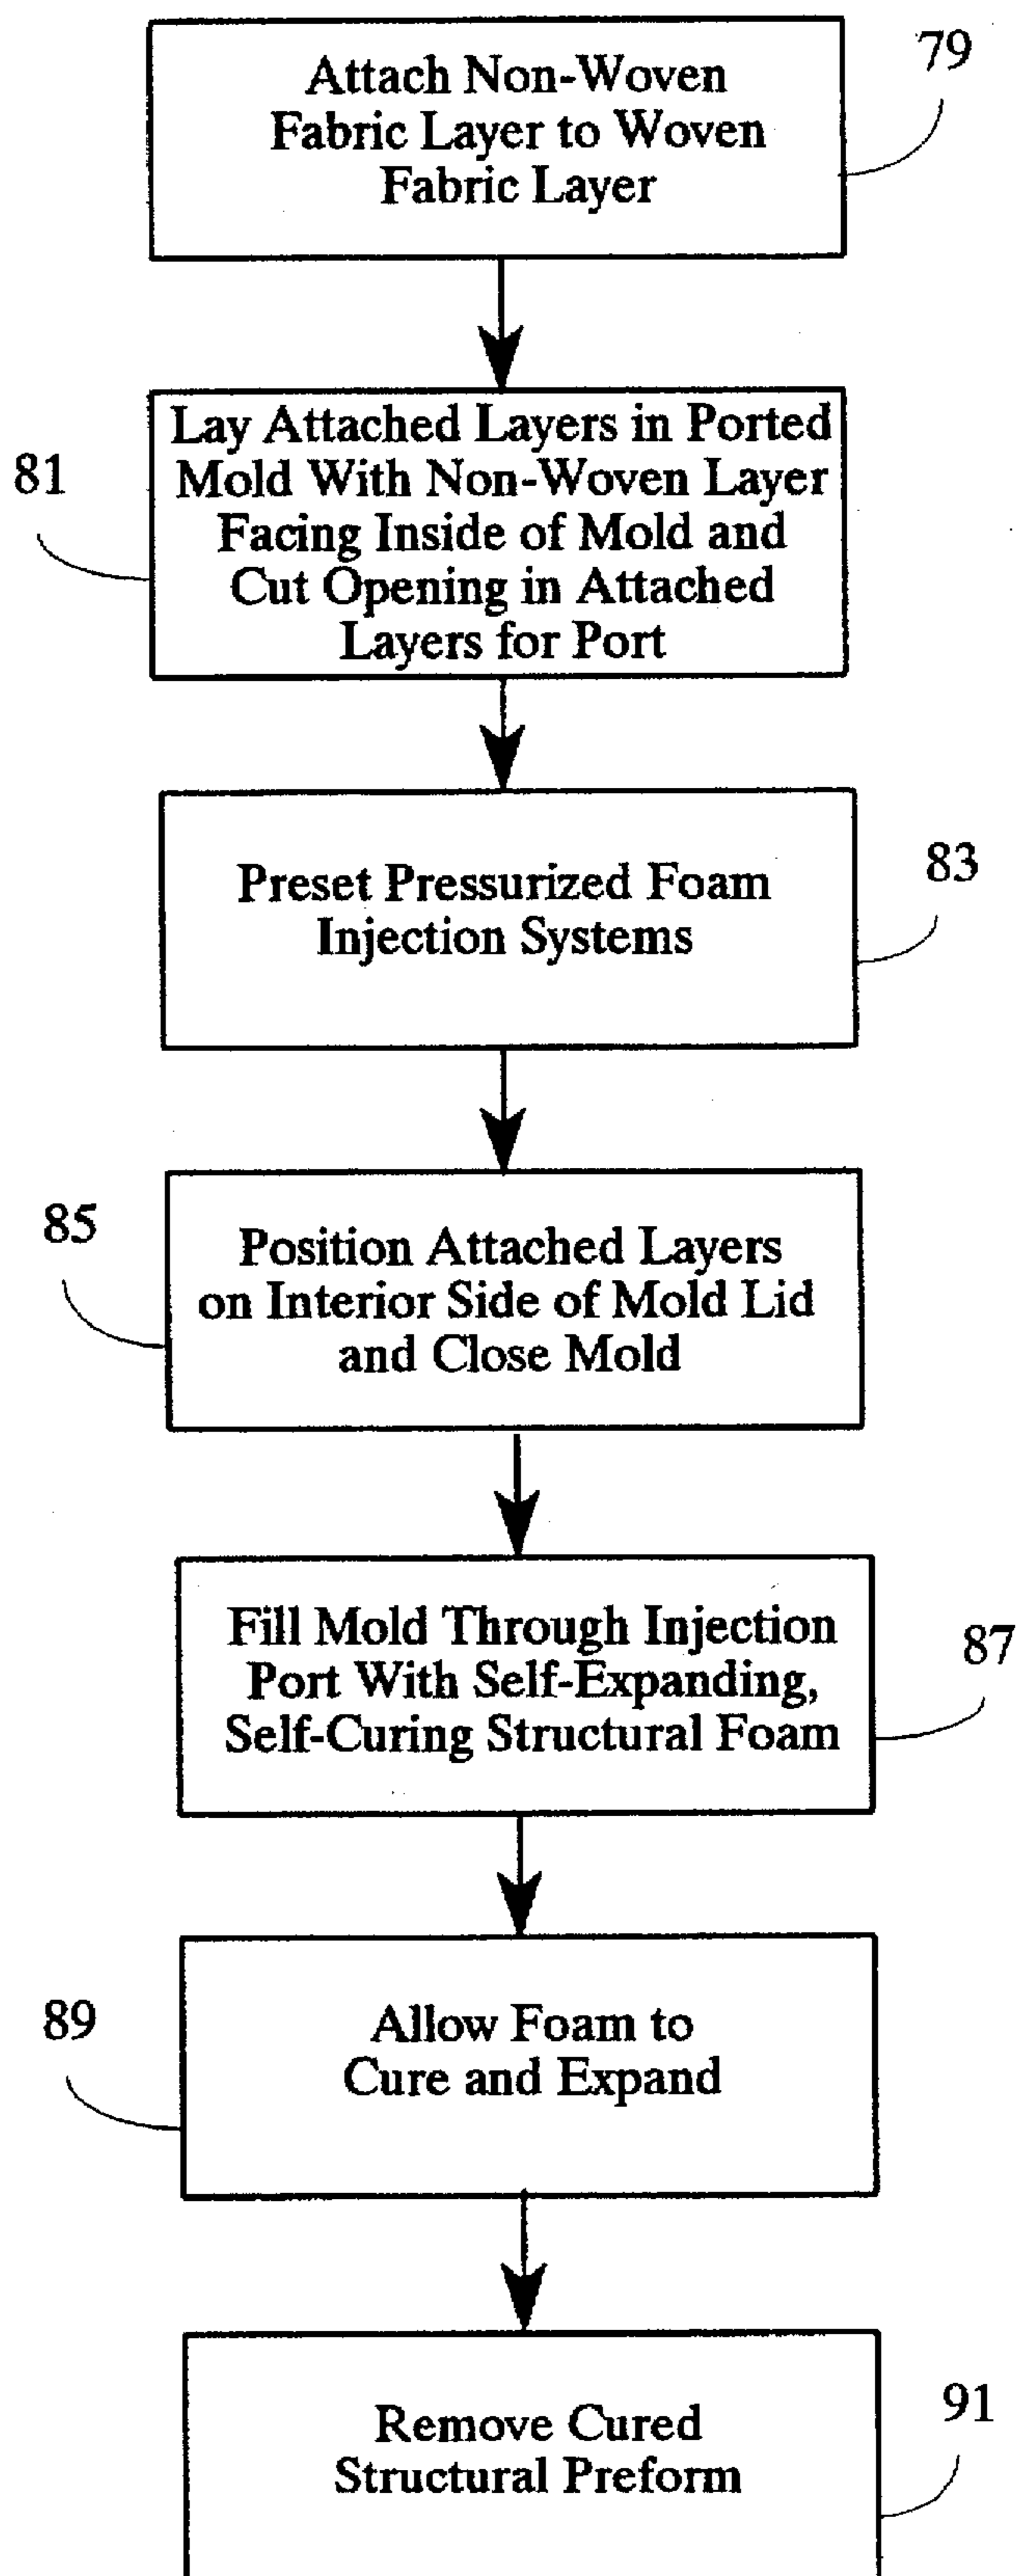 79
Attach Non-Woven
Fabric Layer to Woven
Fabric Layer
81
Lay Attached Layers in Ported
Mold With Non-Woven Layer
Facing Inside of Mold and
Cut Opening in Attached
Layers for Port
83
Preset Pressurized Foam
Injection Systems
85
Position Attached Layers
on Interior Side of Mold Lid
and Close Mold
87
Fill Mold Through Injection
Port With Self-Expanding,
Self-Curing Structural Foam
89
Allow Foam to
Cure and Expand
91
Remove Cured
Structural Preform